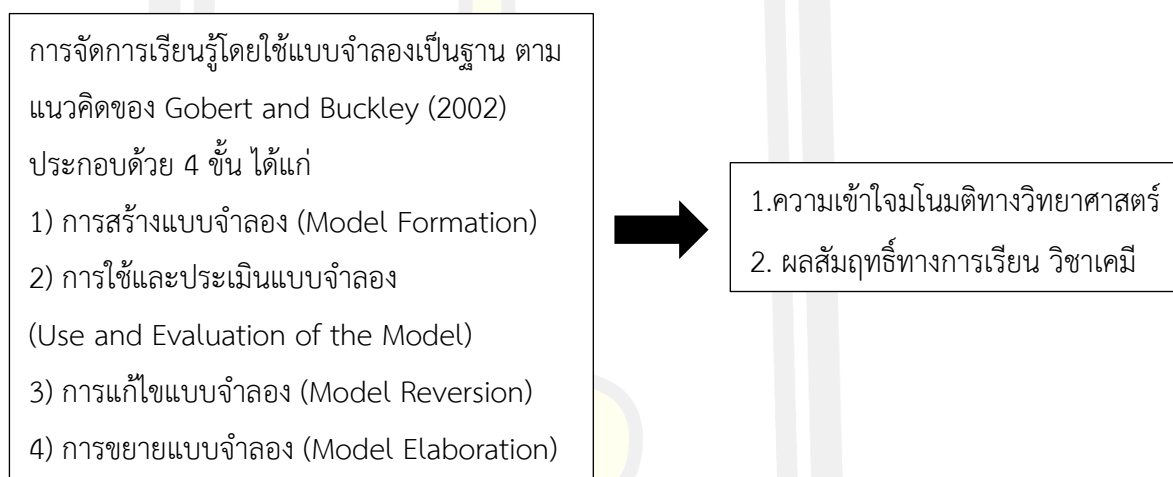 การจัดการเรียนรู้โดยใช้แบบจำลองเป็นฐาน ตาม
แนวคิดของ Gobert and Buckley (2002)
ประกอบด้วย 4 ขั้น ได้แก่
1) การสร้างแบบจำลอง (Model Formation)
2) การใช้และประเมินแบบจำลอง
(Use and Evaluation of the Model)
3) การแก้ไขแบบจำลอง (Model Reversion)
4) การขยายแบบจำลอง (Model Elaboration)
1.ความเข้าใจมโนมติทางวิทยาศาสตร์
2. ผลสัมฤทธิ์ทางการเรียน วิชาเคมี